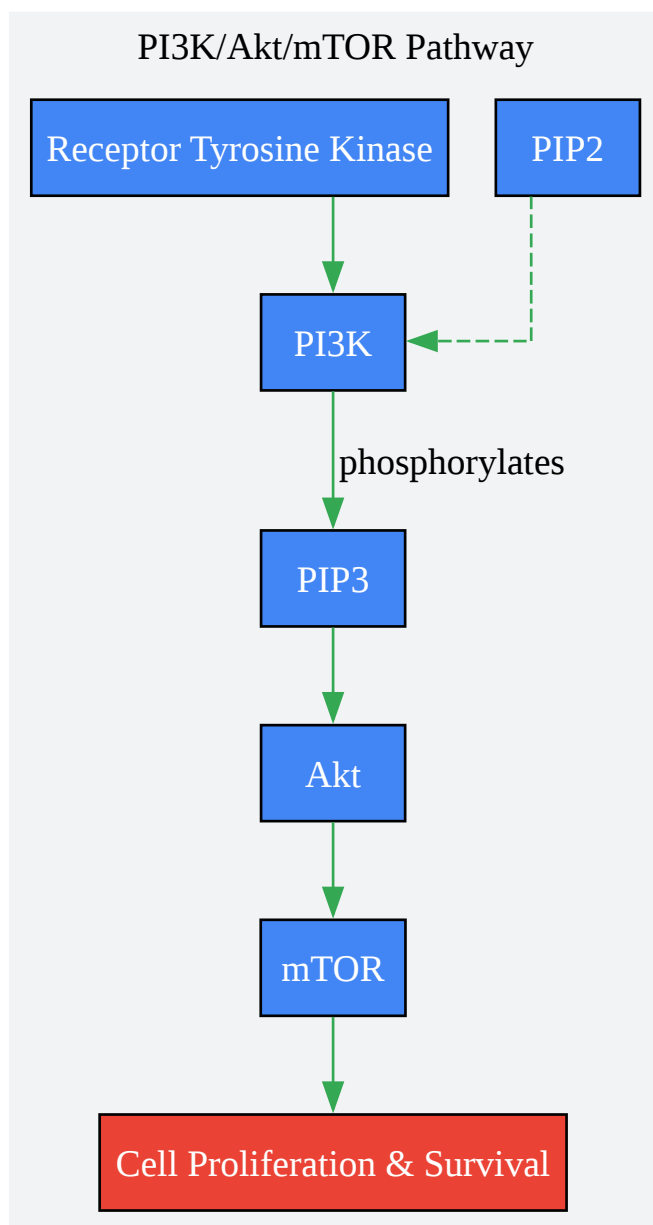 PI3K/Akt/mTOR Pathway
Receptor Tyrosine Kinase
PIP2
PI3K
phosphorylates
PIP3
Akt
mTOR
Cell Proliferation & Survival